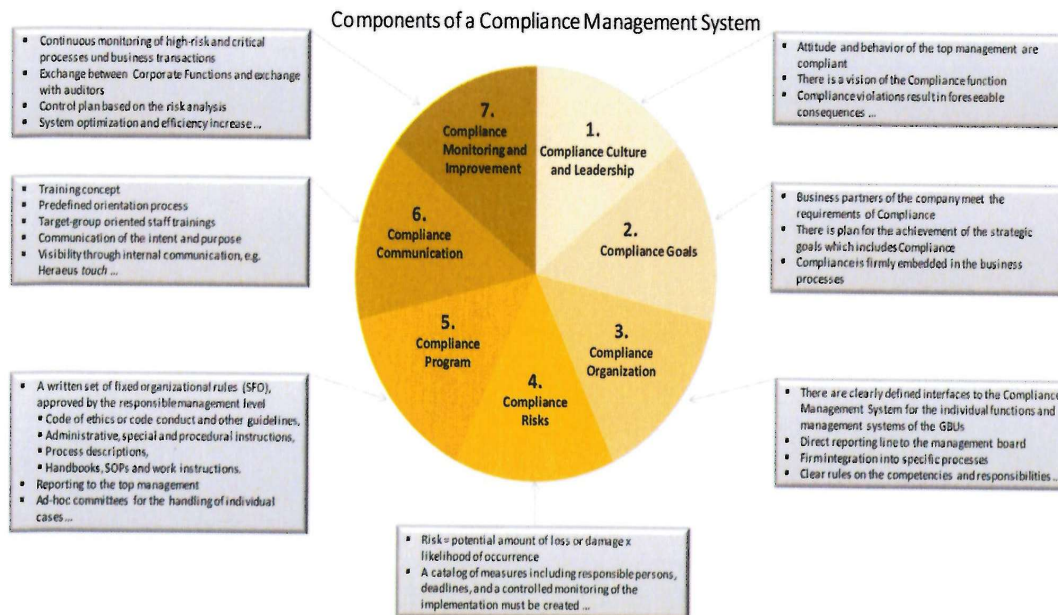 Components of a Compliance Management System
▪ Continuous monitoring of high-risk and critical
processes und business transactions
▪ Exchange between Corporate Functions and exchange
with auditors
▪ Control plan based on the risk analysis
▪ System optimization and efficiency increase ...
▪ Attitude and behavior of the top management are
compliant
▪ There is a vision of the Compliance function
▪ Compliance violations result in foreseeable
consequences ...
7.
Compliance
Monitoring and
Improvement
1.
Compliance Culture
and Leadership
▪ Training concept
▪ Predefined orientation process
▪ Target-group oriented staff trainings
▪ Communication of the intent and purpose
▪ Visibility through internal communication, e.g.
Heraeus touch ...
6.
Compliance
Communication
2.
Compliance Goals
▪ Business partners of the company meet the
requirements of Compliance
▪ There is plan for the achievement of the strategic
goals which includes Compliance
▪ Compliance is firmly embedded in the business
processes
5.
Compliance
Program
3.
Compliance
Organization
4.
Compliance
Risks
▪ A written set of fixed organizational rules (SFO),
approved by the responsible management level
▪ Code of ethics or code conduct and other guidelines,
▪ Administrative, special and procedural instructions,
▪ Process descriptions,
▪ Handbooks, SOPs and work instructions.
▪ Reporting to the top management
▪ Ad-hoc committees for the handling of individual
cases ...
▪ There are clearly defined interfaces to the Compliance
Management System for the individual functions and
management systems of the GBUs
▪ Direct reporting line to the management board
▪ Firm integration into specific processes
▪ Clear rules on the competencies and responsibilities ...
▪ Risk = potential amount of loss or damage x
likelihood of occurrence
▪ A catalog of measures including responsible persons,
deadlines, and a controlled monitoring of the
implementation must be created ...